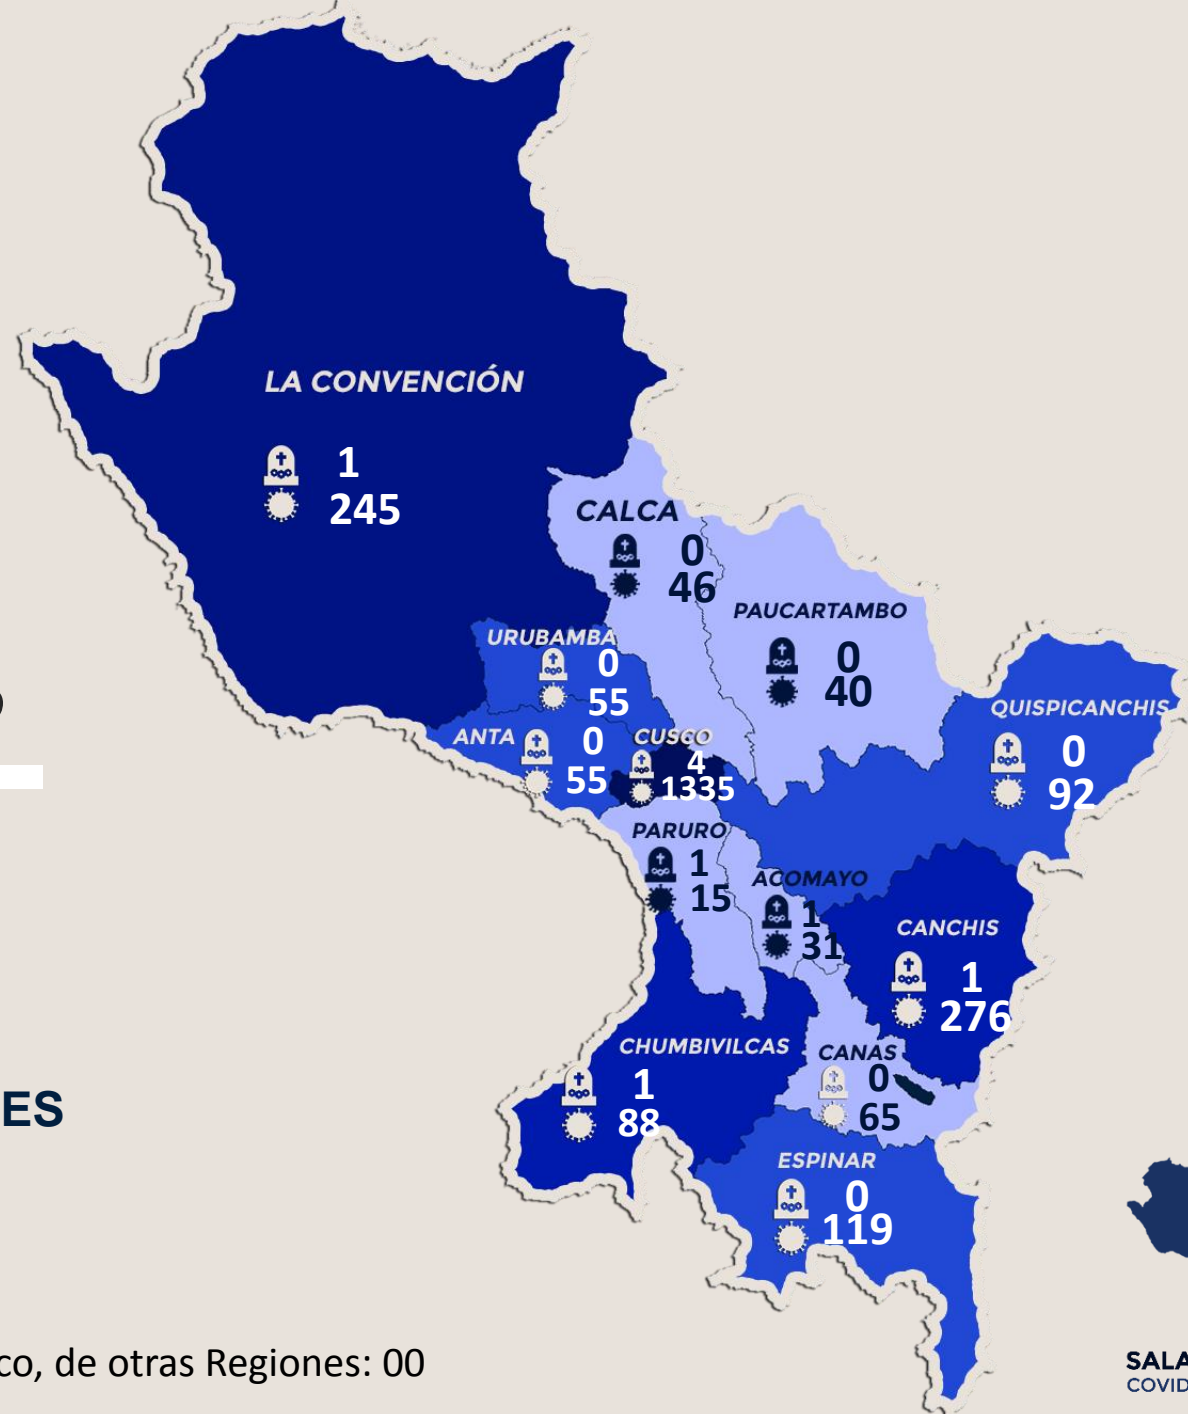 LA CONVENCIÓN
1
245
CALCA
0
46
PAUCARTAMBO
0
40
URUBAMBA
0
55
QUISPICANCHIS
0
92
ANTA
0
55
CUSCO
4
1335
PARURO
1
15
ACOMAYO
1
31
CANCHIS
1
276
CHUMBIVILCAS
1
88
CANAS
0
65
ES
ESPINAR
0
119
co, de otras Regiones: 00
SALA
COVID